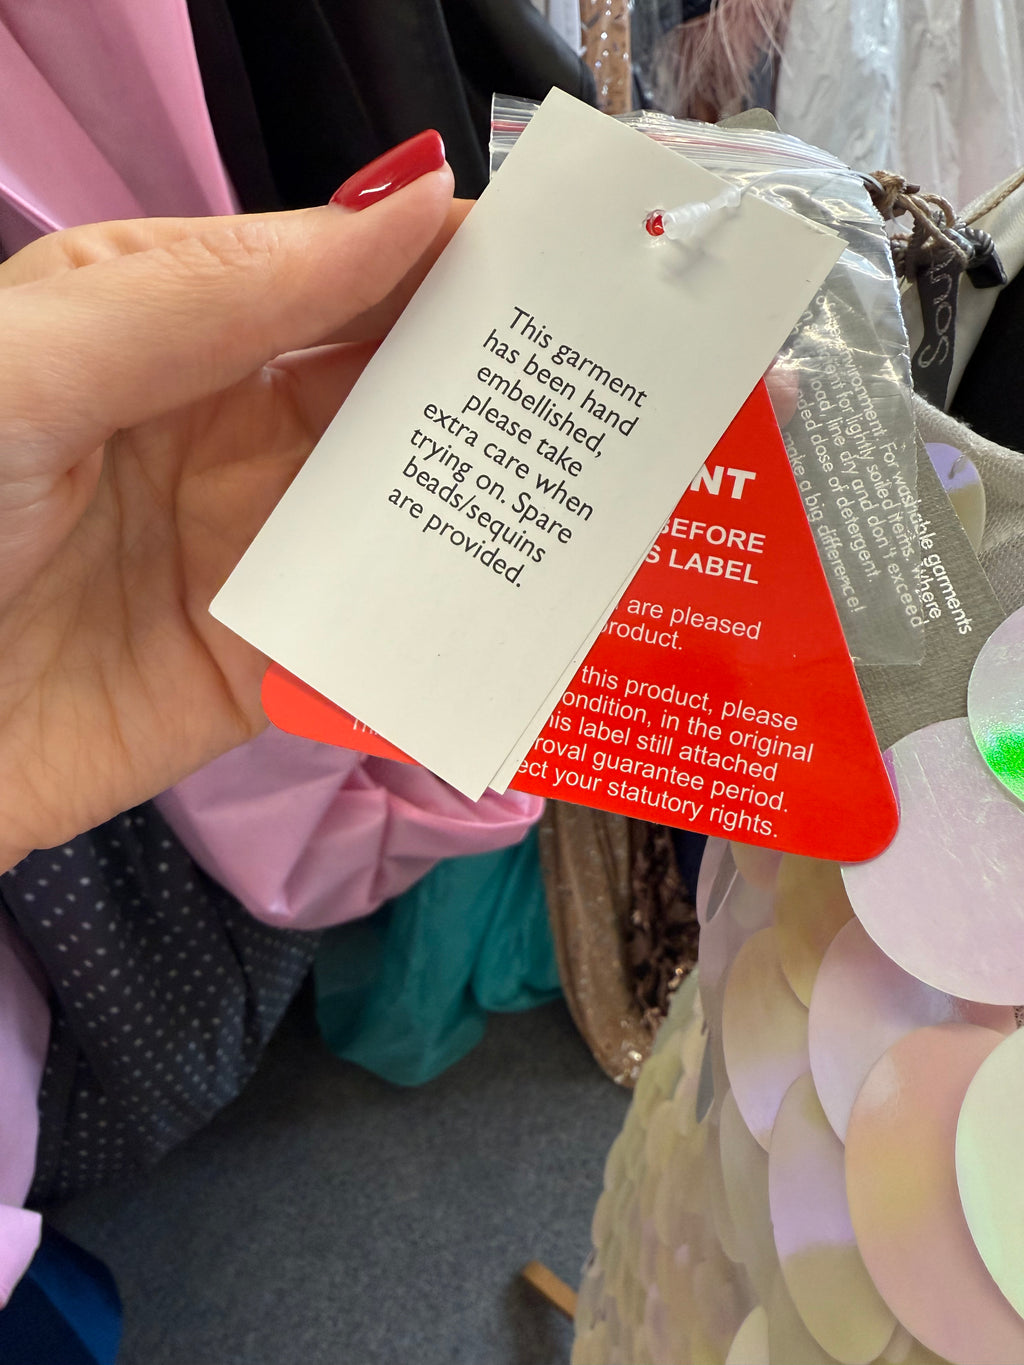 This garment
has been hand
embellished,
please take
extra care when
trying on. Spare
beads/sequins
are provided.
NT
BEFORE
S LABEL
are pleased
product.
this product, please
ondition, in the original
his label still attached
roval guarantee period.
ect your statutory rights.
environment. For washable garments
for lightly soiled items, where
load, line dry and don't exceed
dose of detergent.
make a big difference!